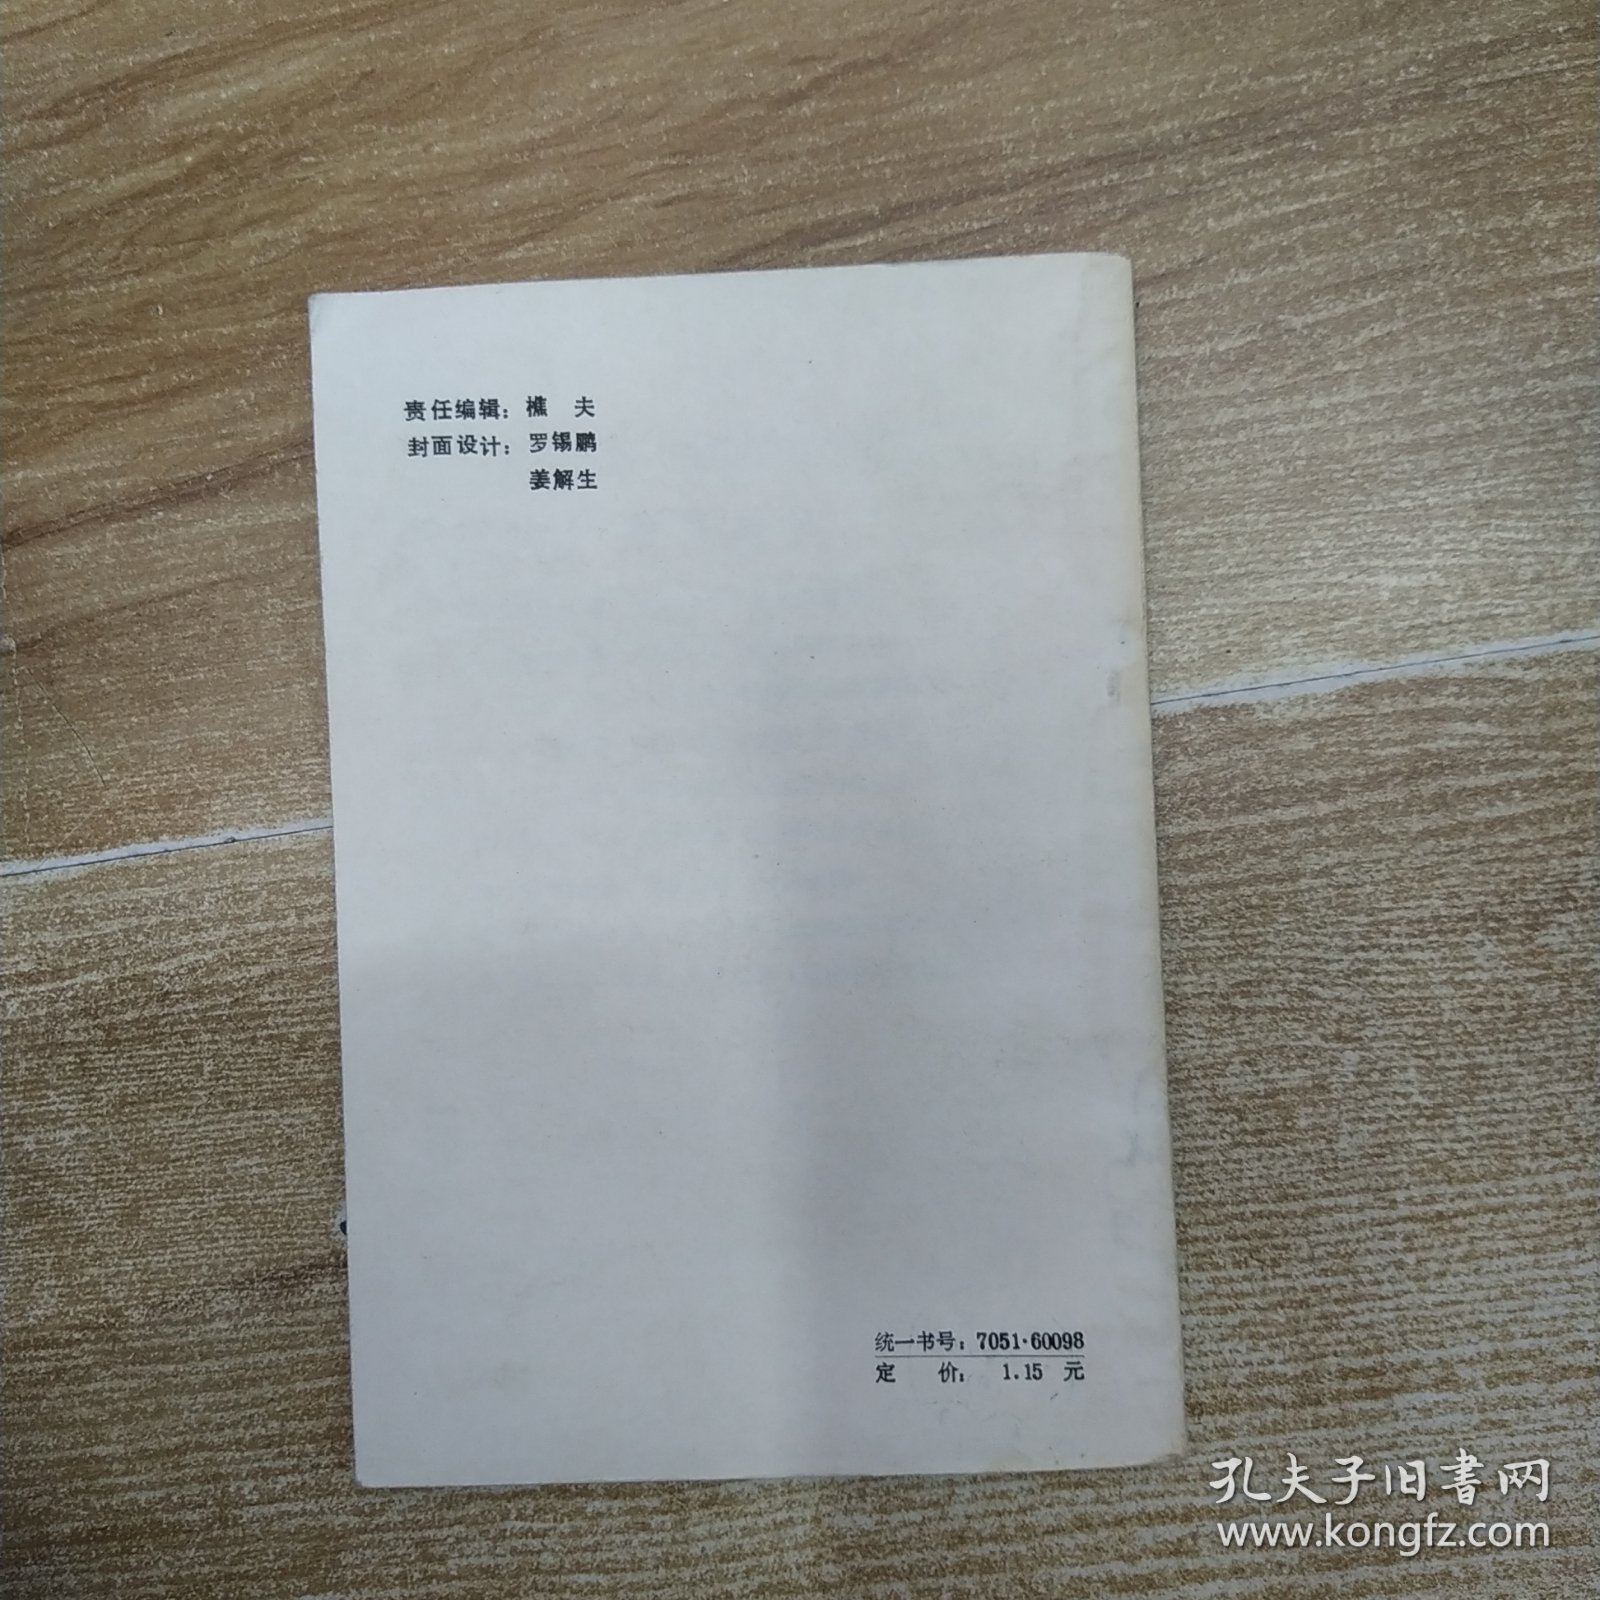 责任编辑：樵　夫
封面设计：罗锡鹏
姜解生
统一书号：7051·60098
定　价：1.15 元
孔夫子旧書网
www.kongfz.com